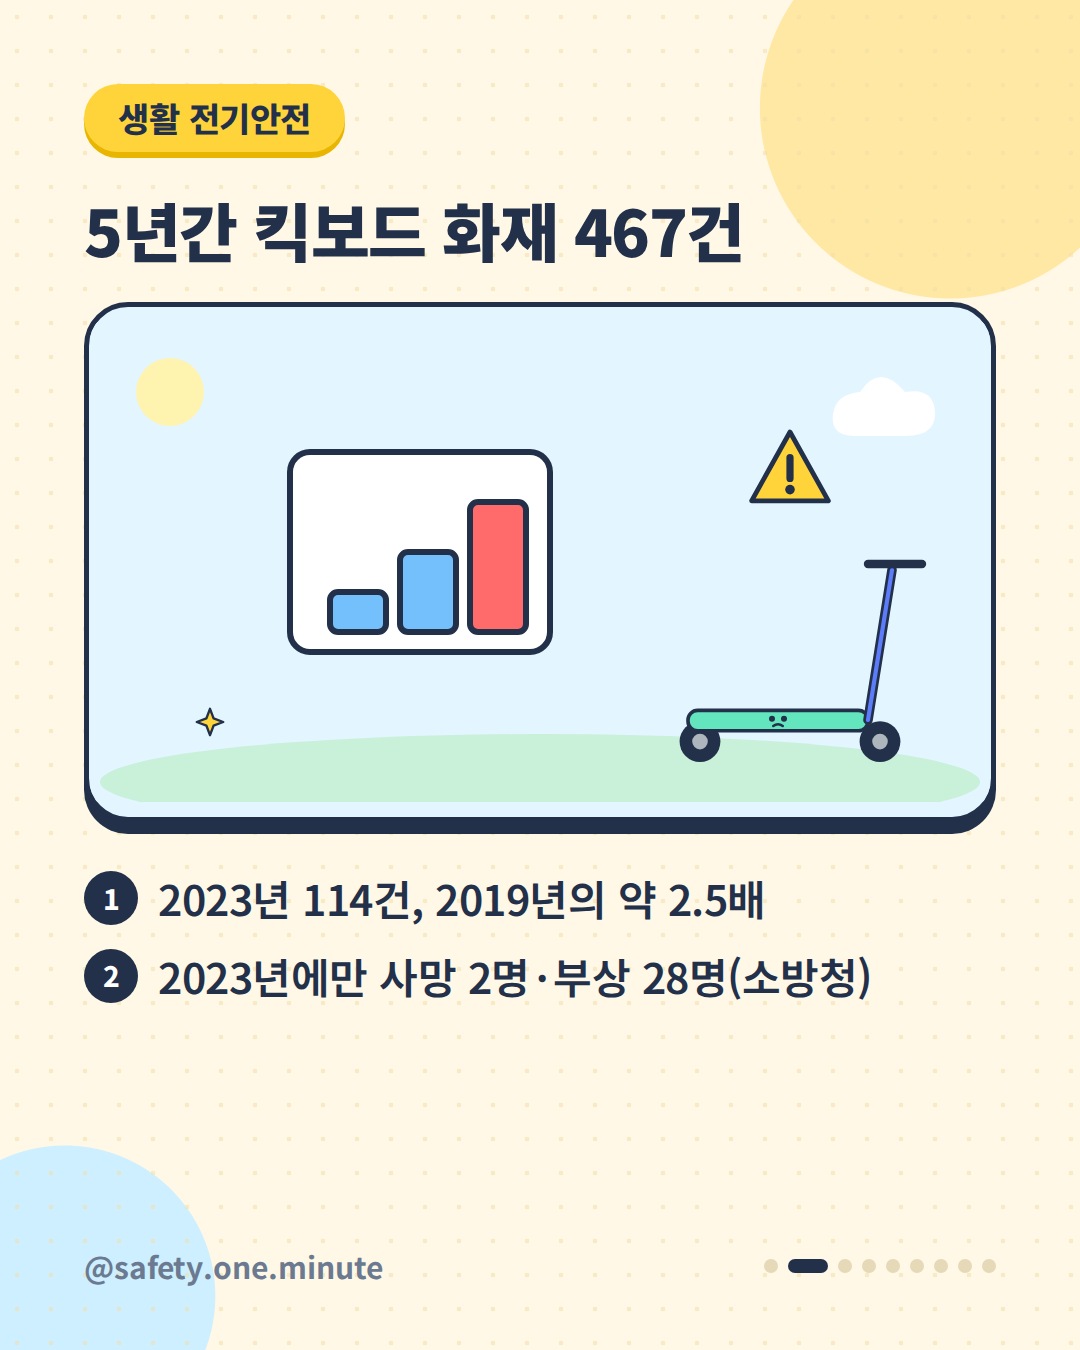 생활 전기안전
5년간 킥보드 화재 467건
1 2023년 114건, 2019년의 약 2.5배
2 2023년에만 사망 2명·부상 28명(소방청)
@safety.one.minute